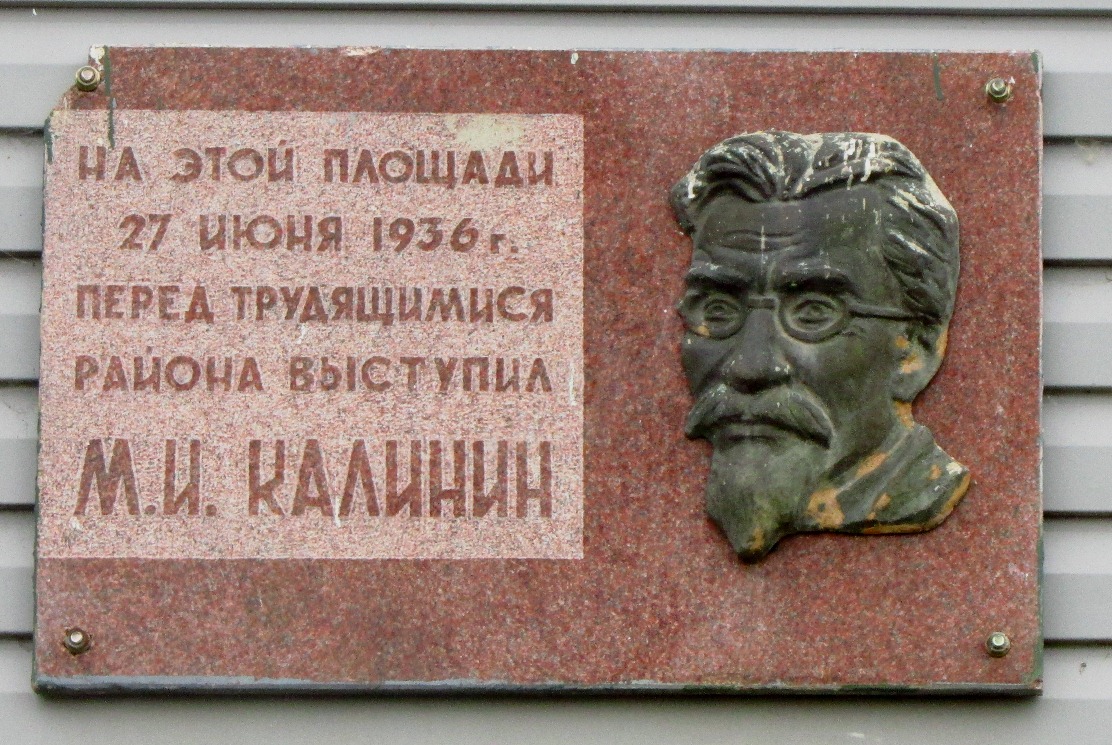 НА ЭТОЙ ПЛОЩАДИ
27 ИЮНЯ 1936 г.
ПЕРЕД ТРУДЯЩИМИСЯ
РАЙОНА ВЫСТУПИЛ
М.И. КАЛИНИН